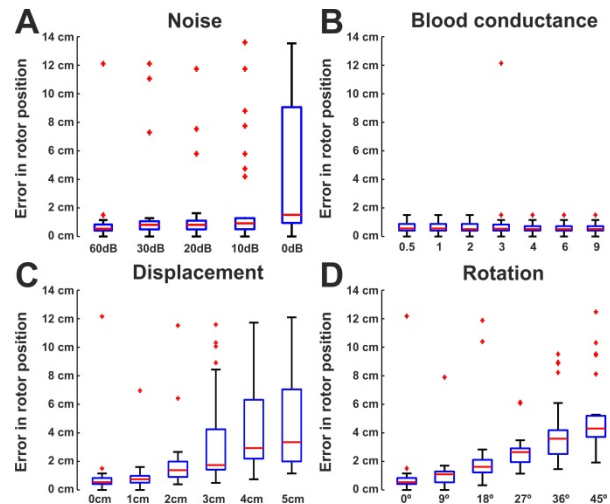 A Noise
Error in rotor position
14 cm
12 cm
10 cm
8 cm
6 cm
4 cm
2 cm
0 cm
60dB 30dB 20dB 10dB 0dB
B Blood conductance
Error in rotor position
14 cm
12 cm
10 cm
8 cm
6 cm
4 cm
2 cm
0 cm
0.5 1 2 3 4 6 9
C Displacement
Error in rotor position
14 cm
12 cm
10 cm
8 cm
6 cm
4 cm
2 cm
0 cm
0cm 1cm 2cm 3cm 4cm 5cm
D Rotation
Error in rotor position
14 cm
12 cm
10 cm
8 cm
6 cm
4 cm
2 cm
0 cm
0º 9º 18º 27º 36º 45º